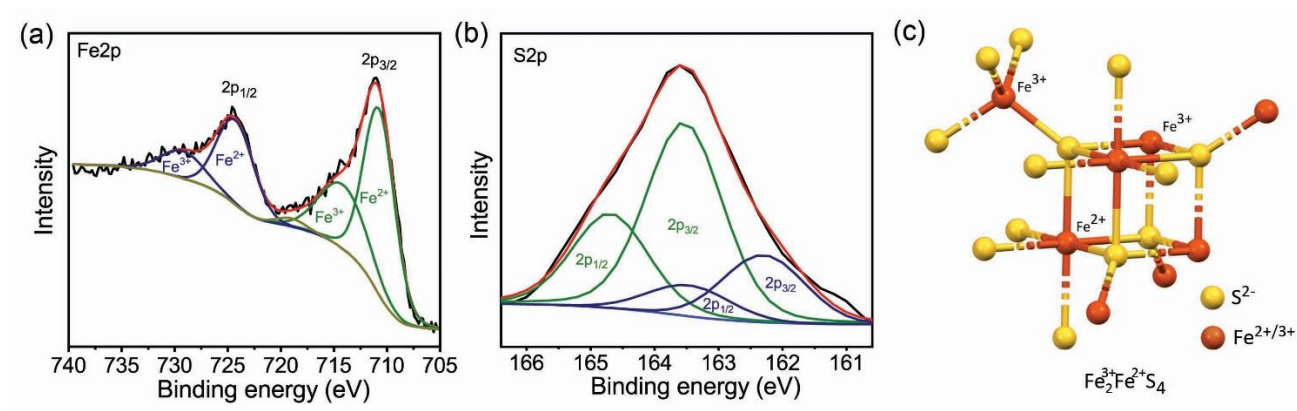 (a)
Fe2p
2p₁/₂
2p₃/₂
Fe³⁺
Fe²⁺
Fe³⁺
Fe²⁺
Intensity
740 735 730 725 720 715 710 705
Binding energy (eV)
(b)
S2p
2p₁/₂
2p₃/₂
2p₁/₂
2p₃/₂
Intensity
166 165 164 163 162 161
Binding energy (eV)
(c)
Fe³⁺
Fe³⁺
Fe²⁺
S²⁻
Fe²⁺/³⁺
Fe₂³⁺Fe²⁺S₄